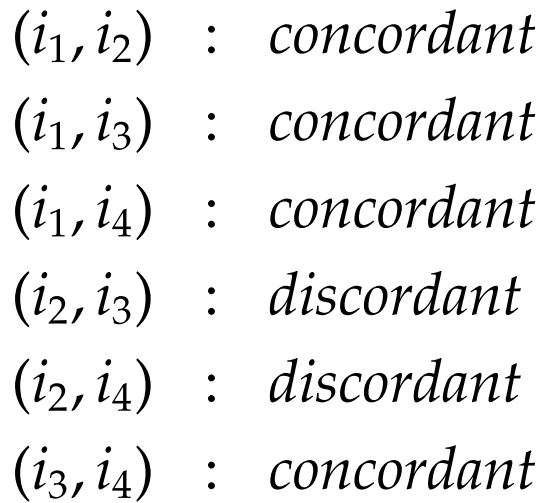 (i₁, i₂) : concordant
(i₁, i₃) : concordant
(i₁, i₄) : concordant
(i₂, i₃) : discordant
(i₂, i₄) : discordant
(i₃, i₄) : concordant